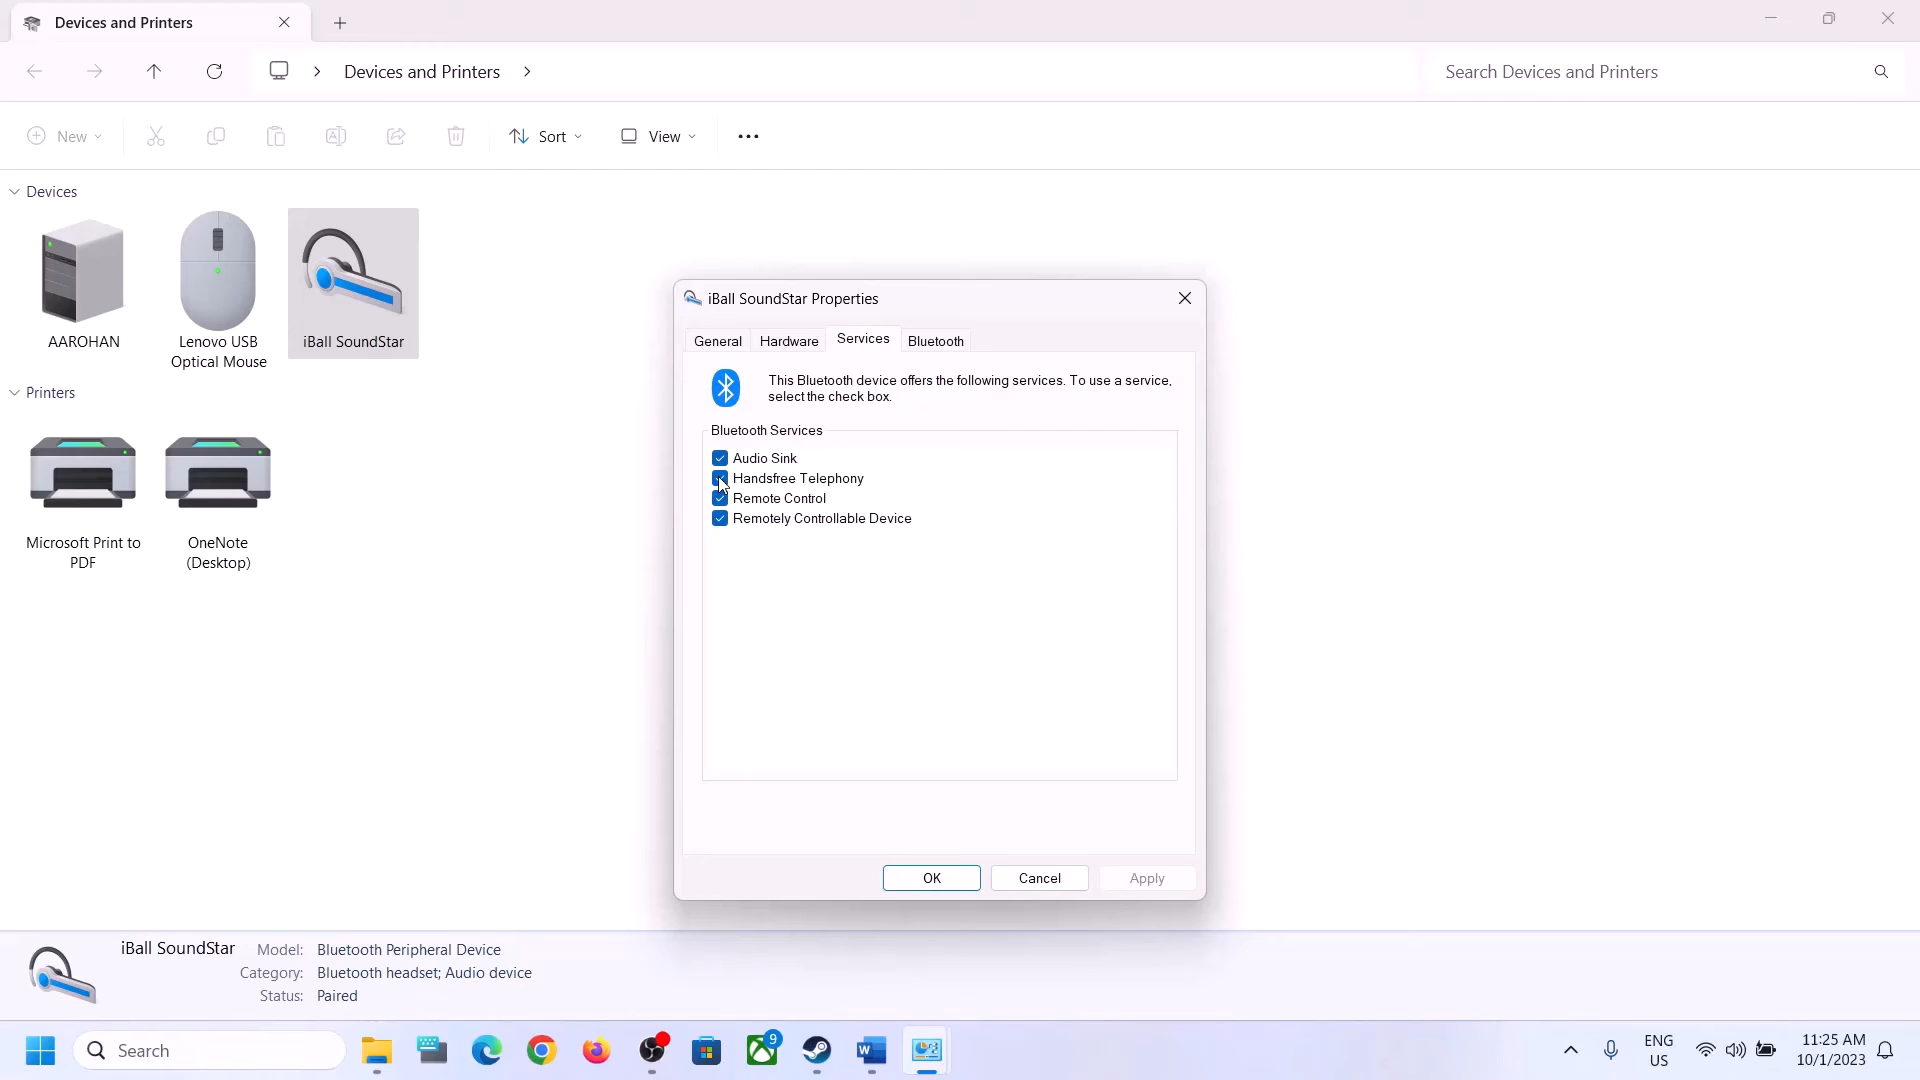 Devices and Printers
Devices and Printers
Search Devices and Printers
New
Sort
View
Devices
AAROHAN
Lenovo USB
Optical Mouse
iBall SoundStar
Printers
Microsoft Print to
PDF
OneNote
(Desktop)
iBall SoundStar Properties
General
Hardware
Services
Bluetooth
This Bluetooth device offers the following services. To use a service,
select the check box.
Bluetooth Services
Audio Sink
Handsfree Telephony
Remote Control
Remotely Controllable Device
OK
Cancel
Apply
iBall SoundStar
Model: Bluetooth Peripheral Device
Category: Bluetooth headset; Audio device
Status: Paired
Search
9
ENG
US
11:25 AM
10/1/2023